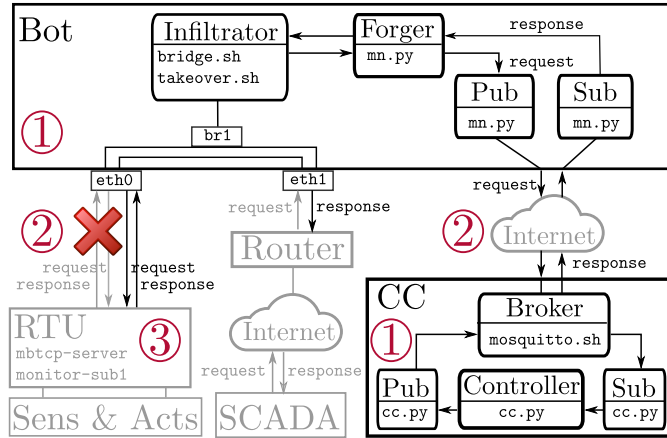 Bot
Infiltrator
bridge.sh
takeover.sh
Forger
mn.py
response
request
Pub
mn.py
Sub
mn.py
1
br1
eth0
eth1
2
request
response
request
response
request
response
Router
request
2
Internet
response
RTU
mbtcp-server
monitor-sub1
3
Internet
request
response
Sens & Acts
SCADA
CC
1
Broker
mosquitto.sh
Pub
cc.py
Controller
cc.py
Sub
cc.py